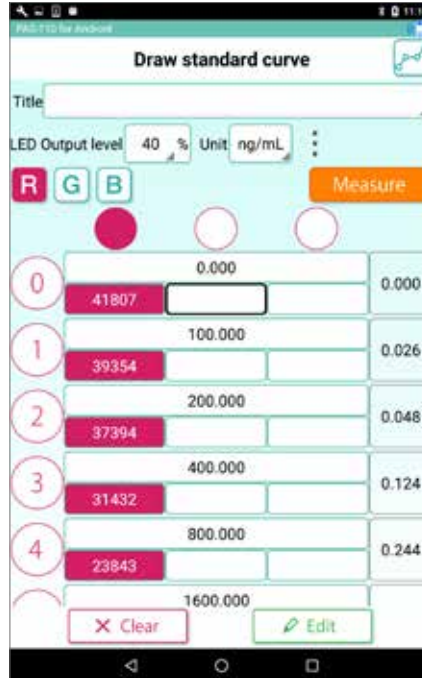 PAS-110 for Android
Draw standard curve
Title
LED Output level 40 % Unit ng/mL
R G B Measure
0 0.000 0.000
41807
1 100.000 0.026
39354
2 200.000 0.048
37394
3 400.000 0.124
31432
4 800.000 0.244
23843
1600.000
Clear Edit